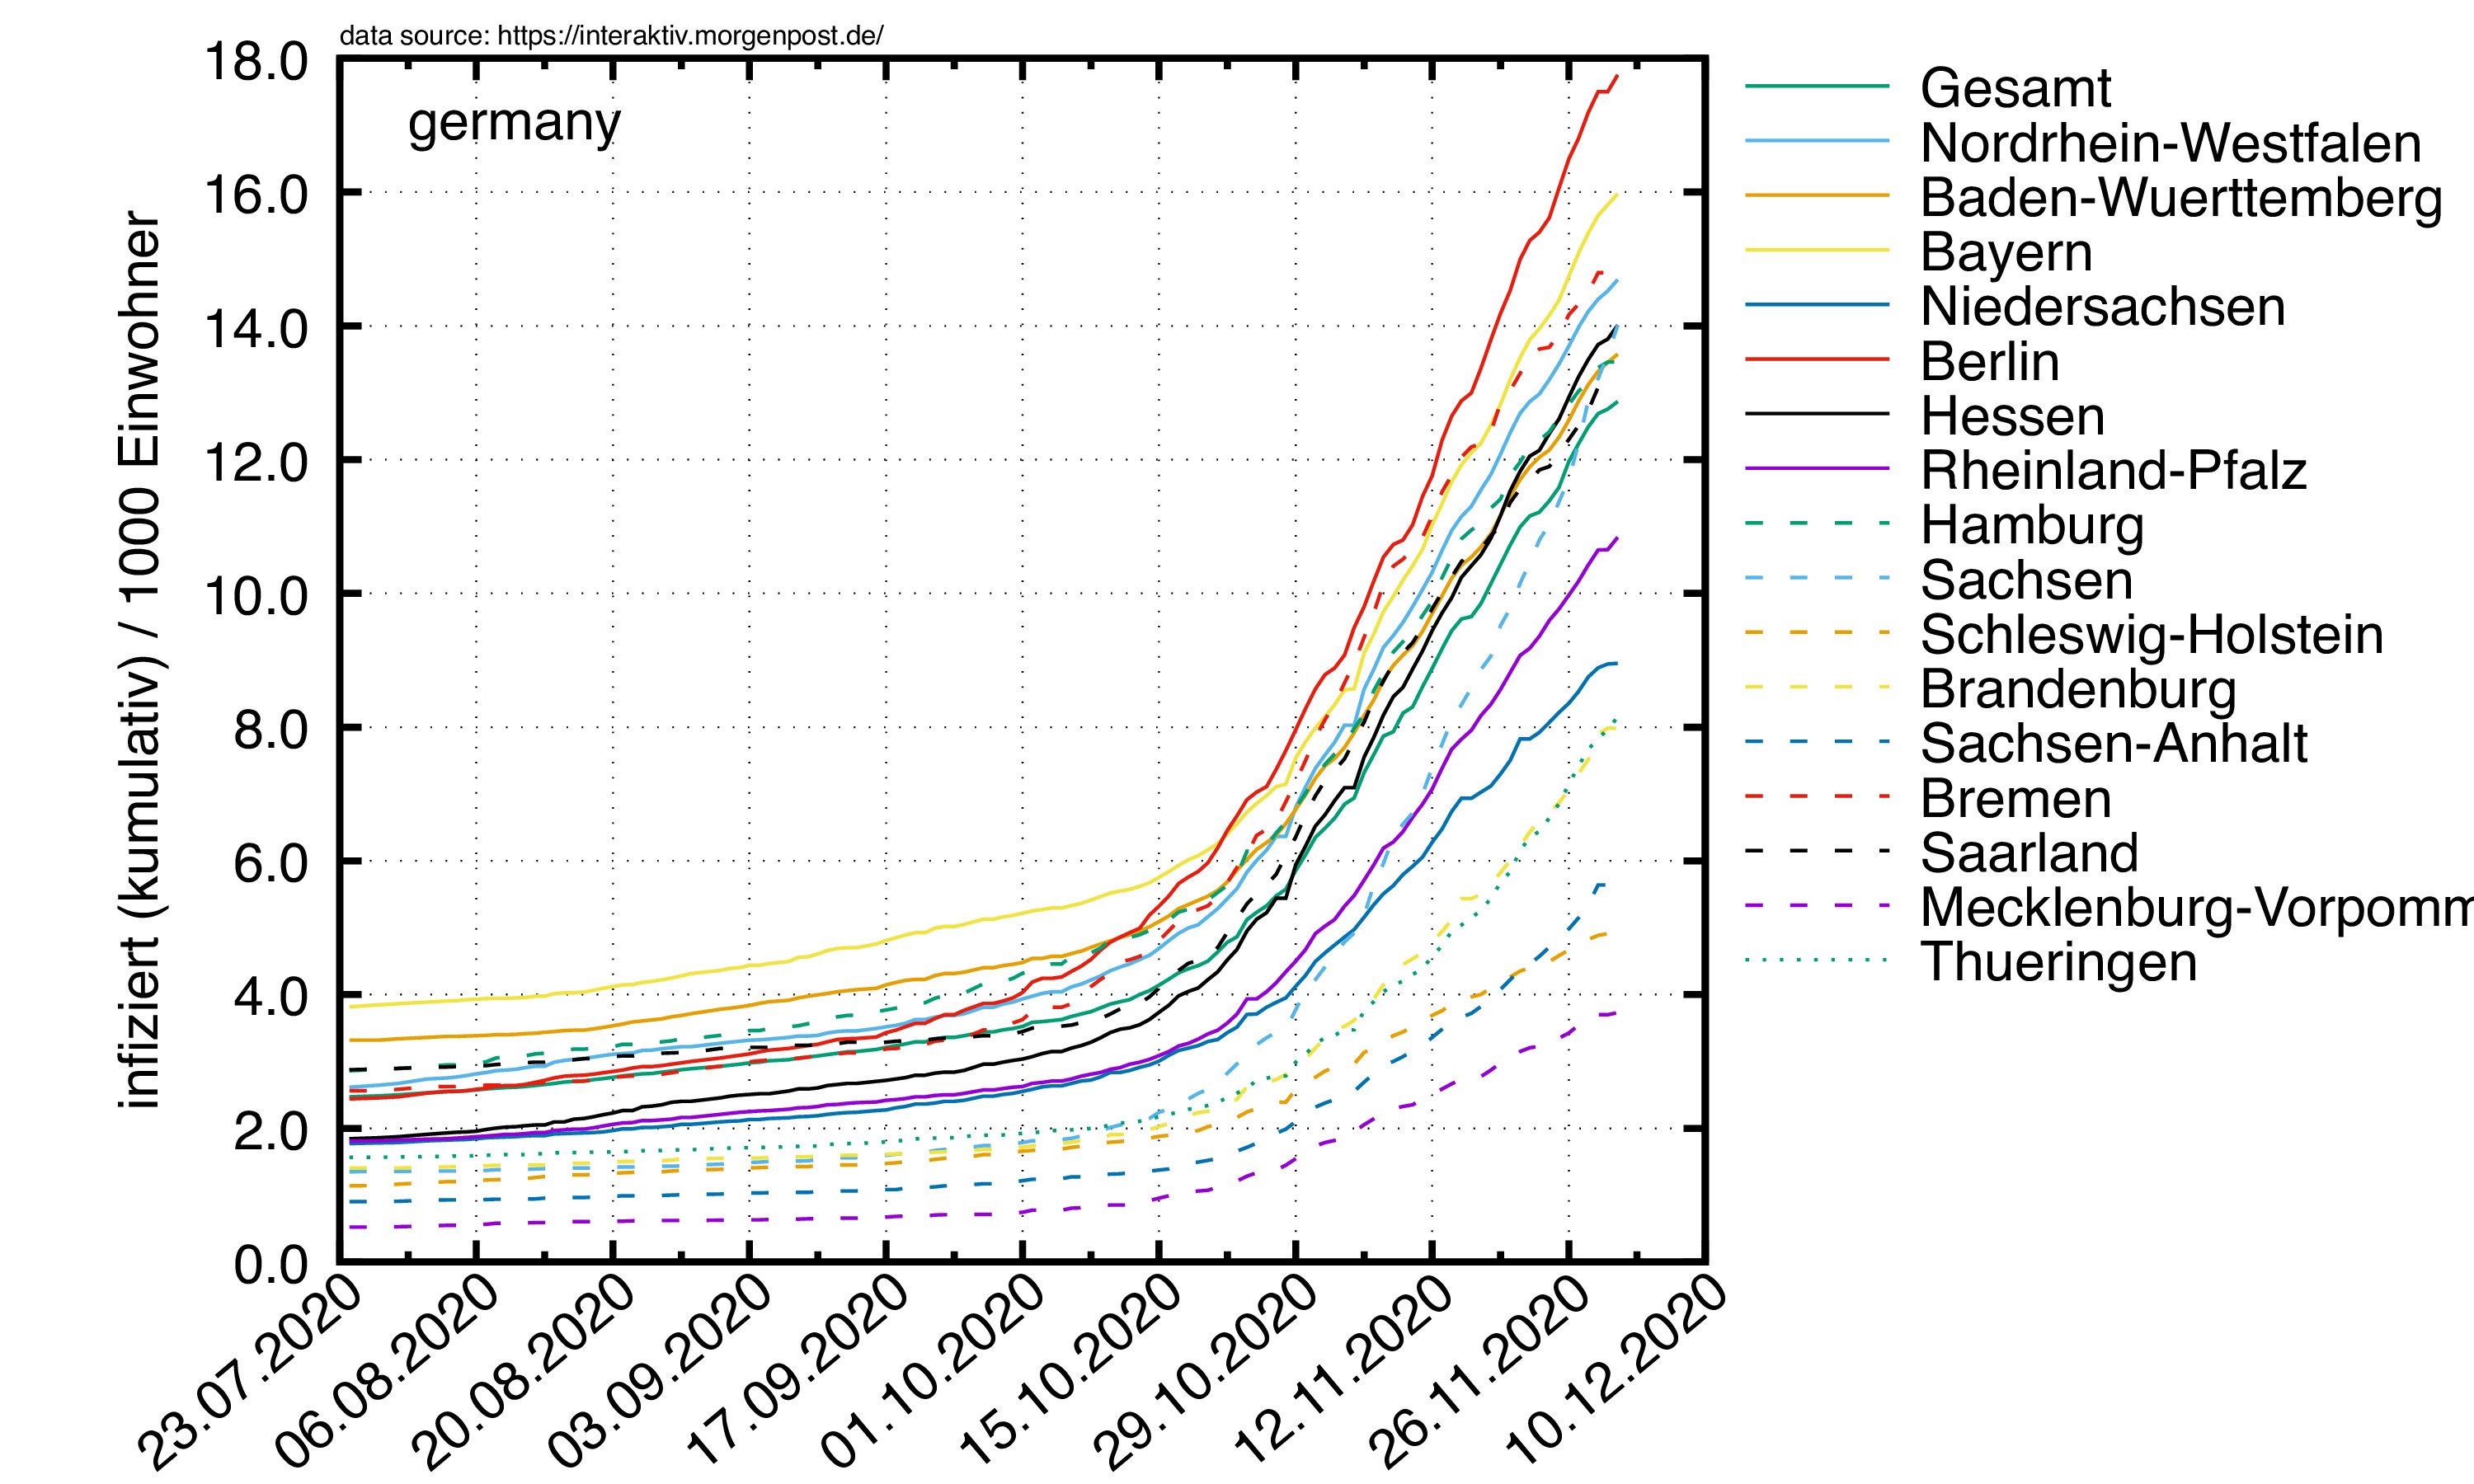 data source: https://interaktiv.morgenpost.de/
germany
infiziert (kumulativ) / 1000 Einwohner
18.0
16.0
14.0
12.0
10.0
8.0
6.0
4.0
2.0
0.0
23.07.2020
06.08.2020
20.08.2020
03.09.2020
17.09.2020
01.10.2020
15.10.2020
29.10.2020
12.11.2020
26.11.2020
10.12.2020
Gesamt
Nordrhein-Westfalen
Baden-Wuerttemberg
Bayern
Niedersachsen
Berlin
Hessen
Rheinland-Pfalz
Hamburg
Sachsen
Schleswig-Holstein
Brandenburg
Sachsen-Anhalt
Bremen
Saarland
Mecklenburg-Vorpomm
Thueringen